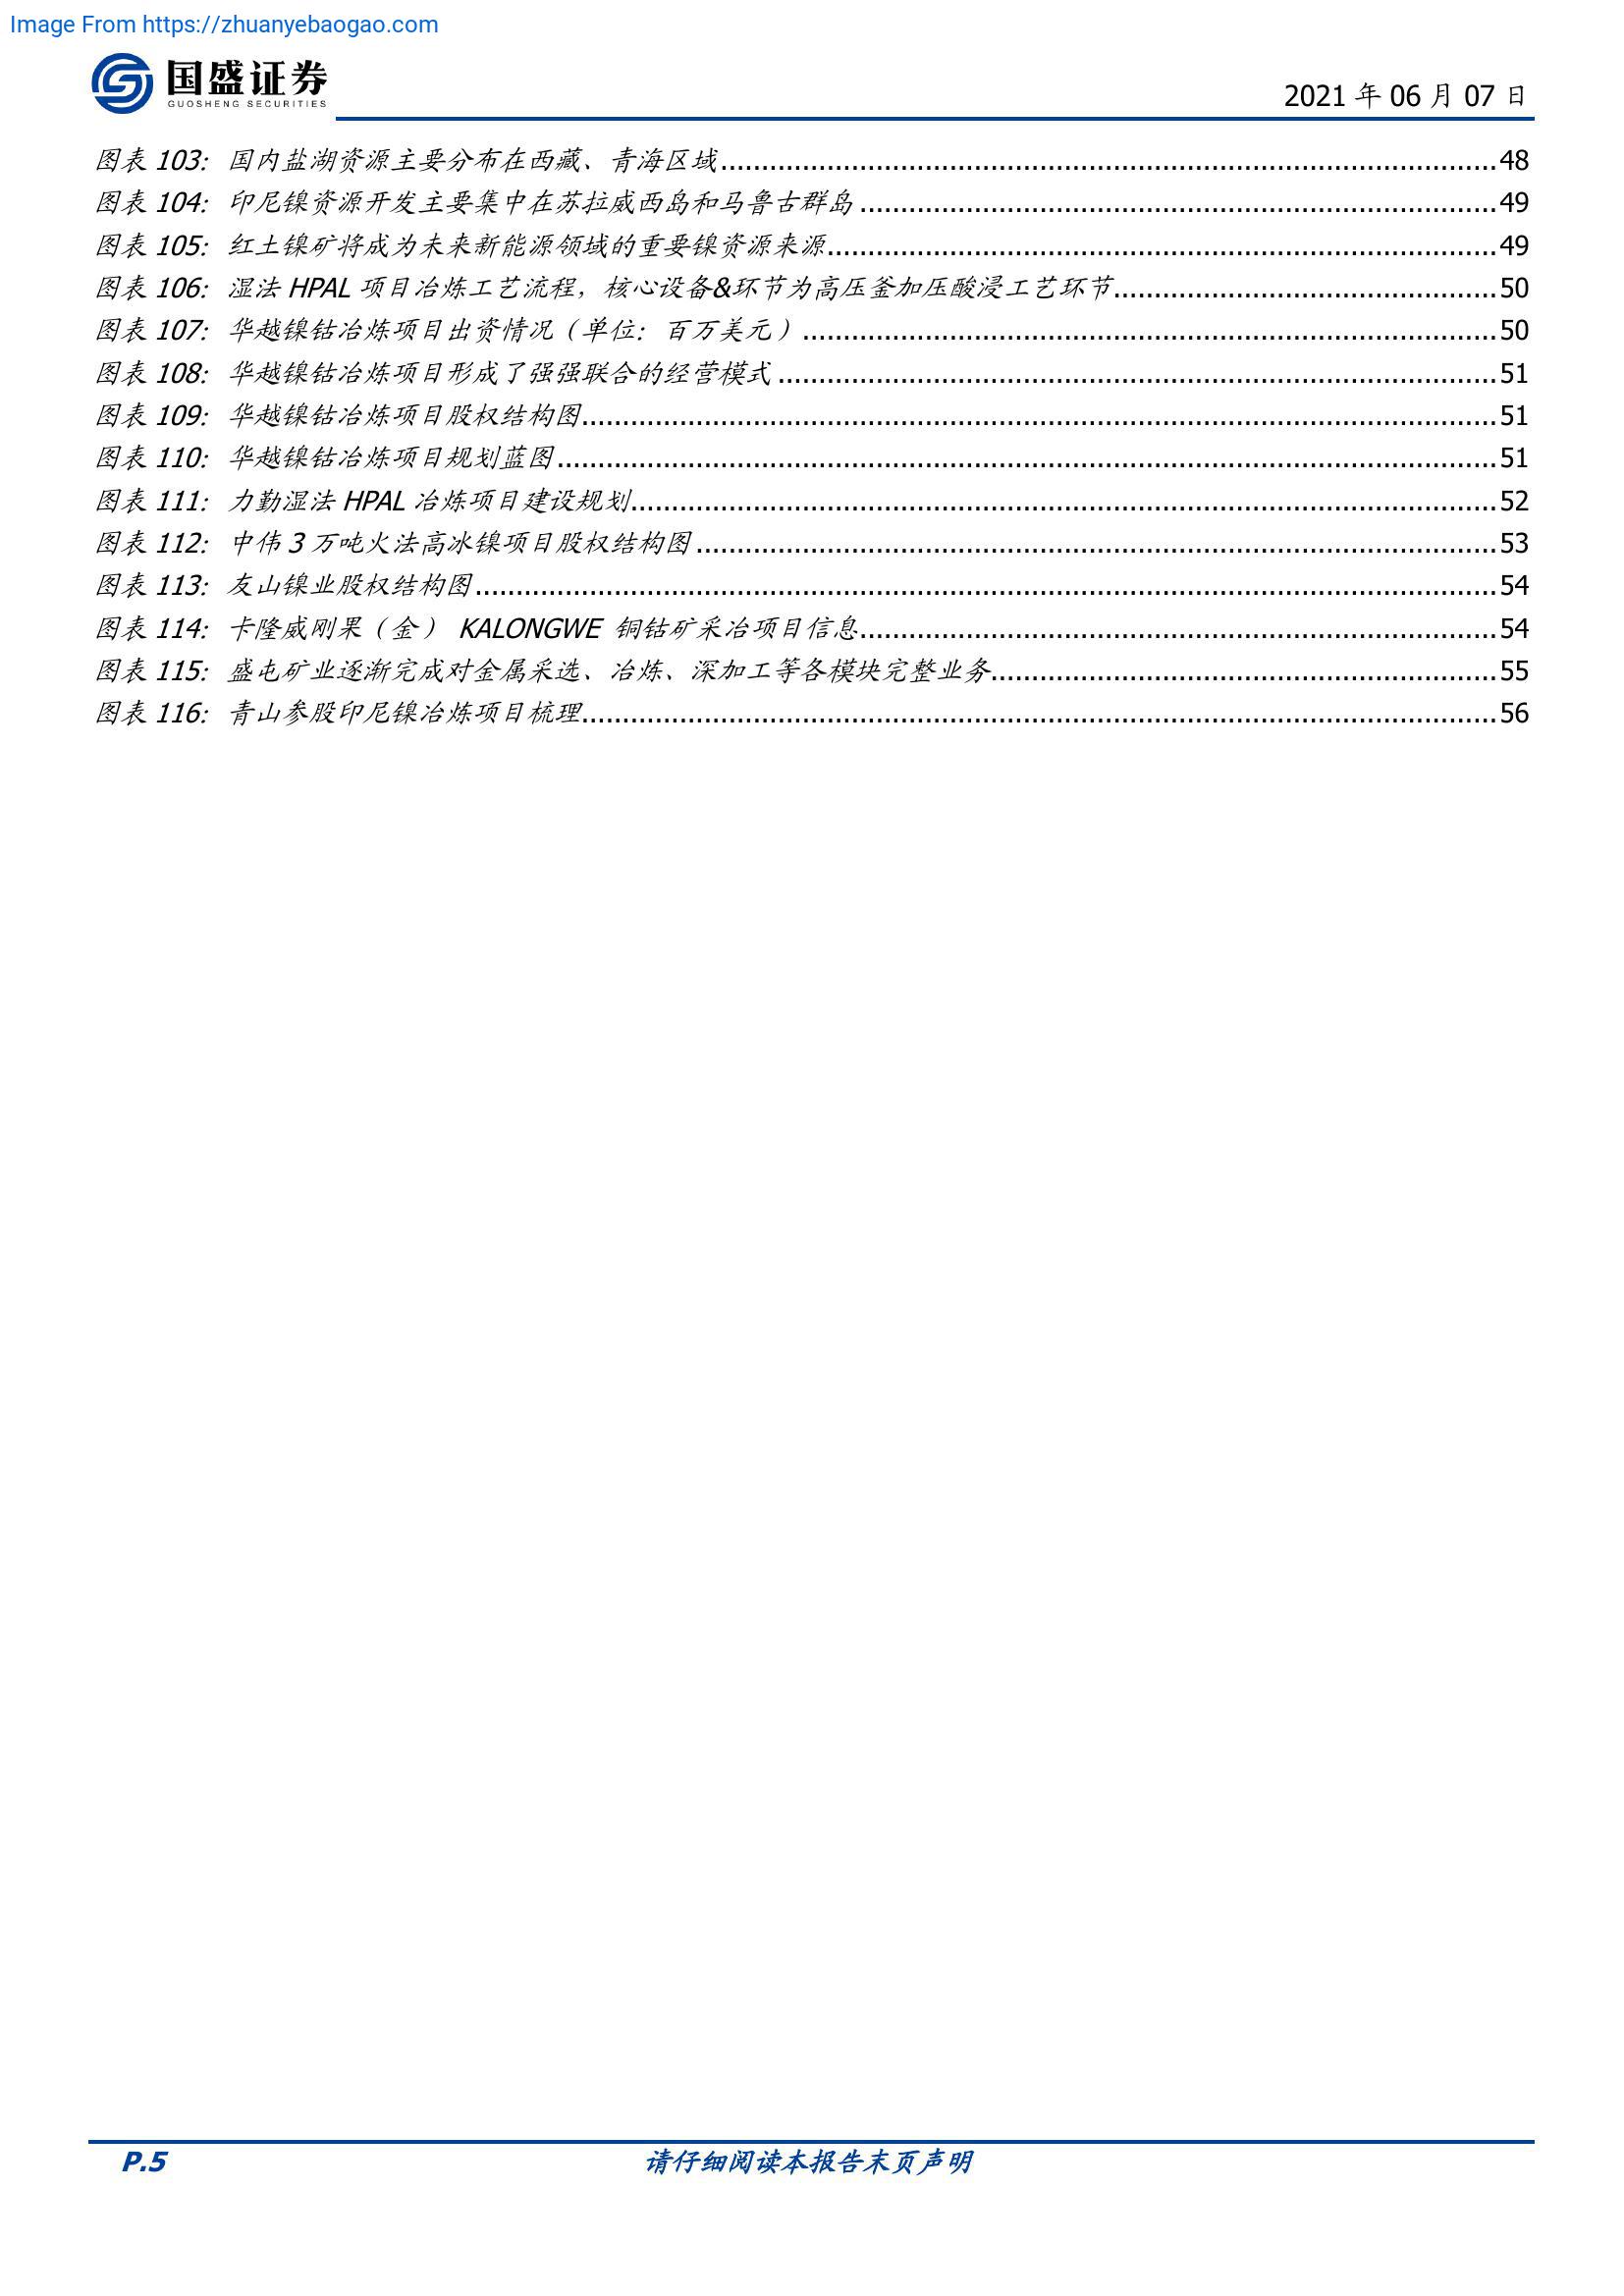 Image From https://zhuanyebaogao.com
国盛证券
GUOSHENG SECURITIES
2021 年 06 月 07 日
图表 103: 国内盐湖资源主要分布在西藏、青海区域 48
图表 104: 印尼镍资源开发主要集中在苏拉威西岛和马鲁古群岛 49
图表 105: 红土镍矿将成为未来新能源领域的重要镍资源来源 49
图表 106: 湿法 HPAL 项目冶炼工艺流程，核心设备&环节为高压釜加压酸浸工艺环节 50
图表 107: 华越镍钴冶炼项目出资情况（单位：百万美元） 50
图表 108: 华越镍钴冶炼项目形成了强强联合的经营模式 51
图表 109: 华越镍钴冶炼项目股权结构图 51
图表 110: 华越镍钴冶炼项目规划蓝图 51
图表 111: 力勤湿法 HPAL 冶炼项目建设规划 52
图表 112: 中伟 3 万吨火法高冰镍项目股权结构图 53
图表 113: 友山镍业股权结构图 54
图表 114: 卡隆威刚果（金） KALONGWE 铜钴矿采冶项目信息 54
图表 115: 盛屯矿业逐渐完成对金属采选、冶炼、深加工等各模块完整业务 55
图表 116: 青山参股印尼镍冶炼项目梳理 56
P.5
请仔细阅读本报告末页声明